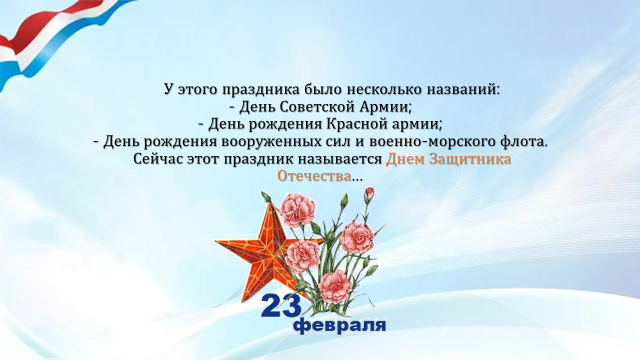 У этого праздника было несколько названий:
- День Советской Армии;
- День рождения Красной армии;
- День рождения вооруженных сил и военно-морского флота.
Сейчас этот праздник называется Днем Защитника
Отечества...
23
февраля